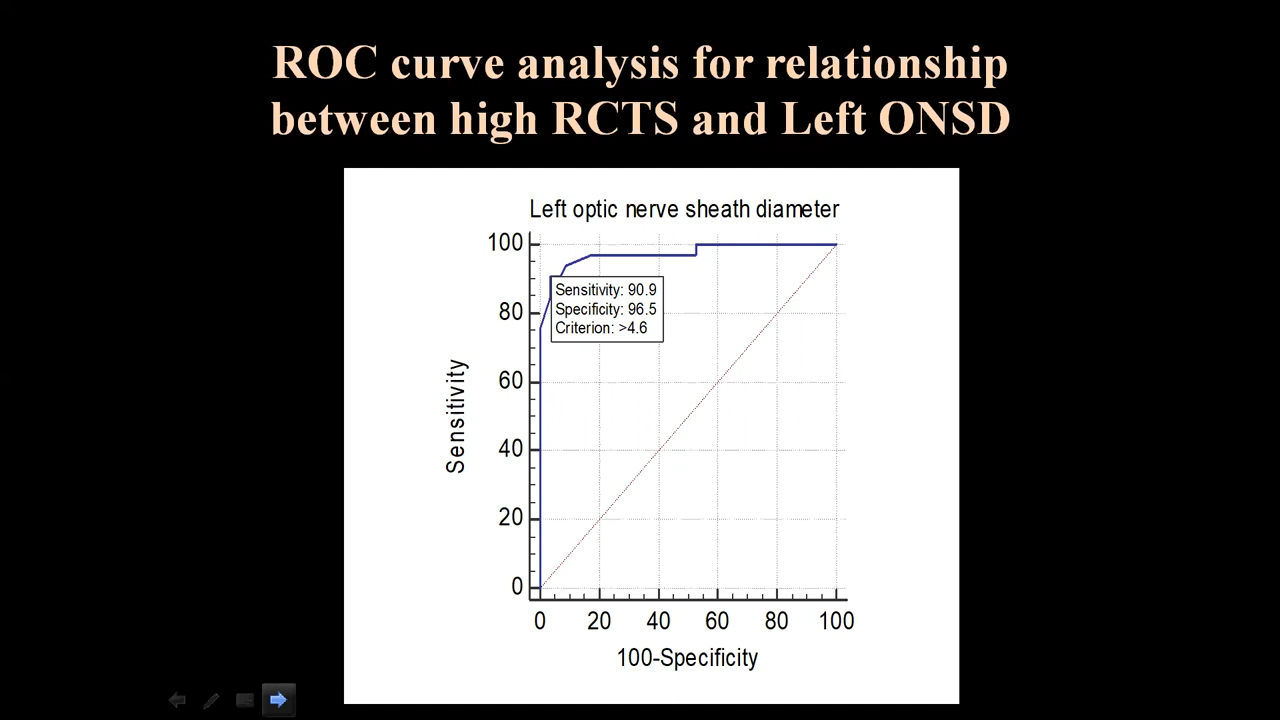 ROC curve analysis for relationship
between high RCTS and Left ONSD
Left optic nerve sheath diameter
100
80
60
40
20
0
Sensitivity
Sensitivity: 90.9
Specificity: 96.5
Criterion: >4.6
0 20 40 60 80 100
100-Specificity